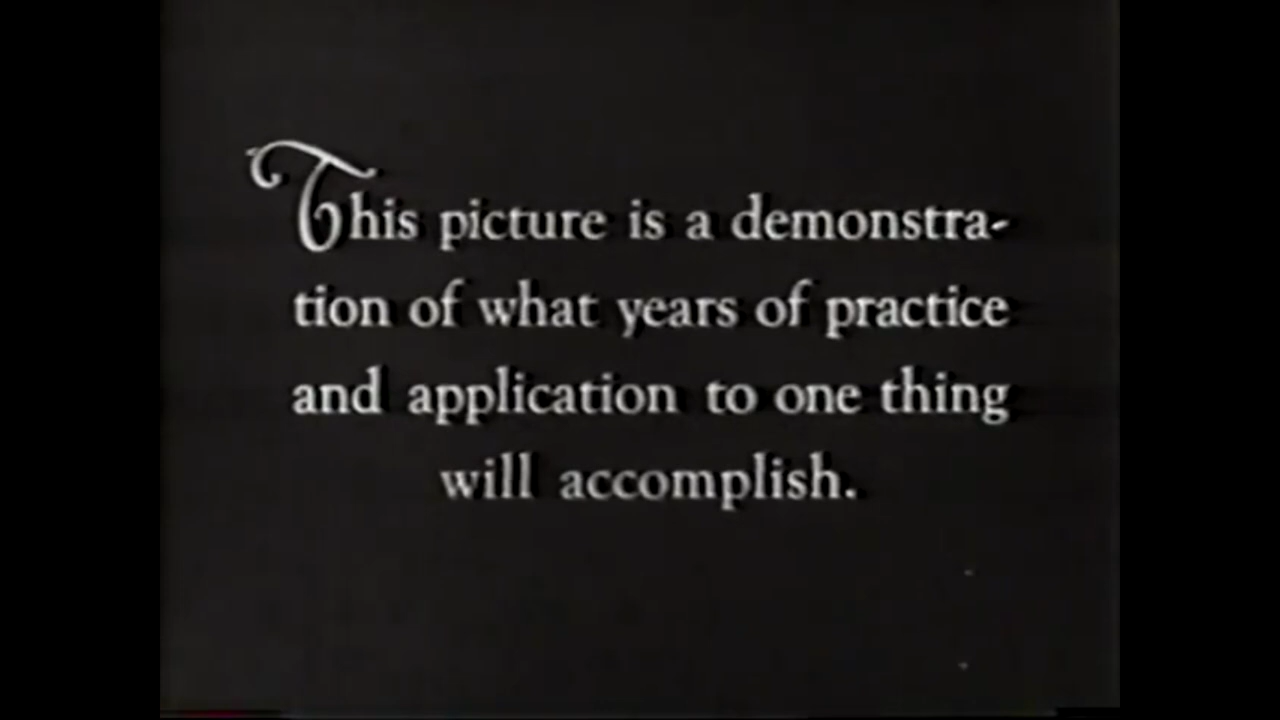 This picture is a demonstra-
tion of what years of practice
and application to one thing
will accomplish.